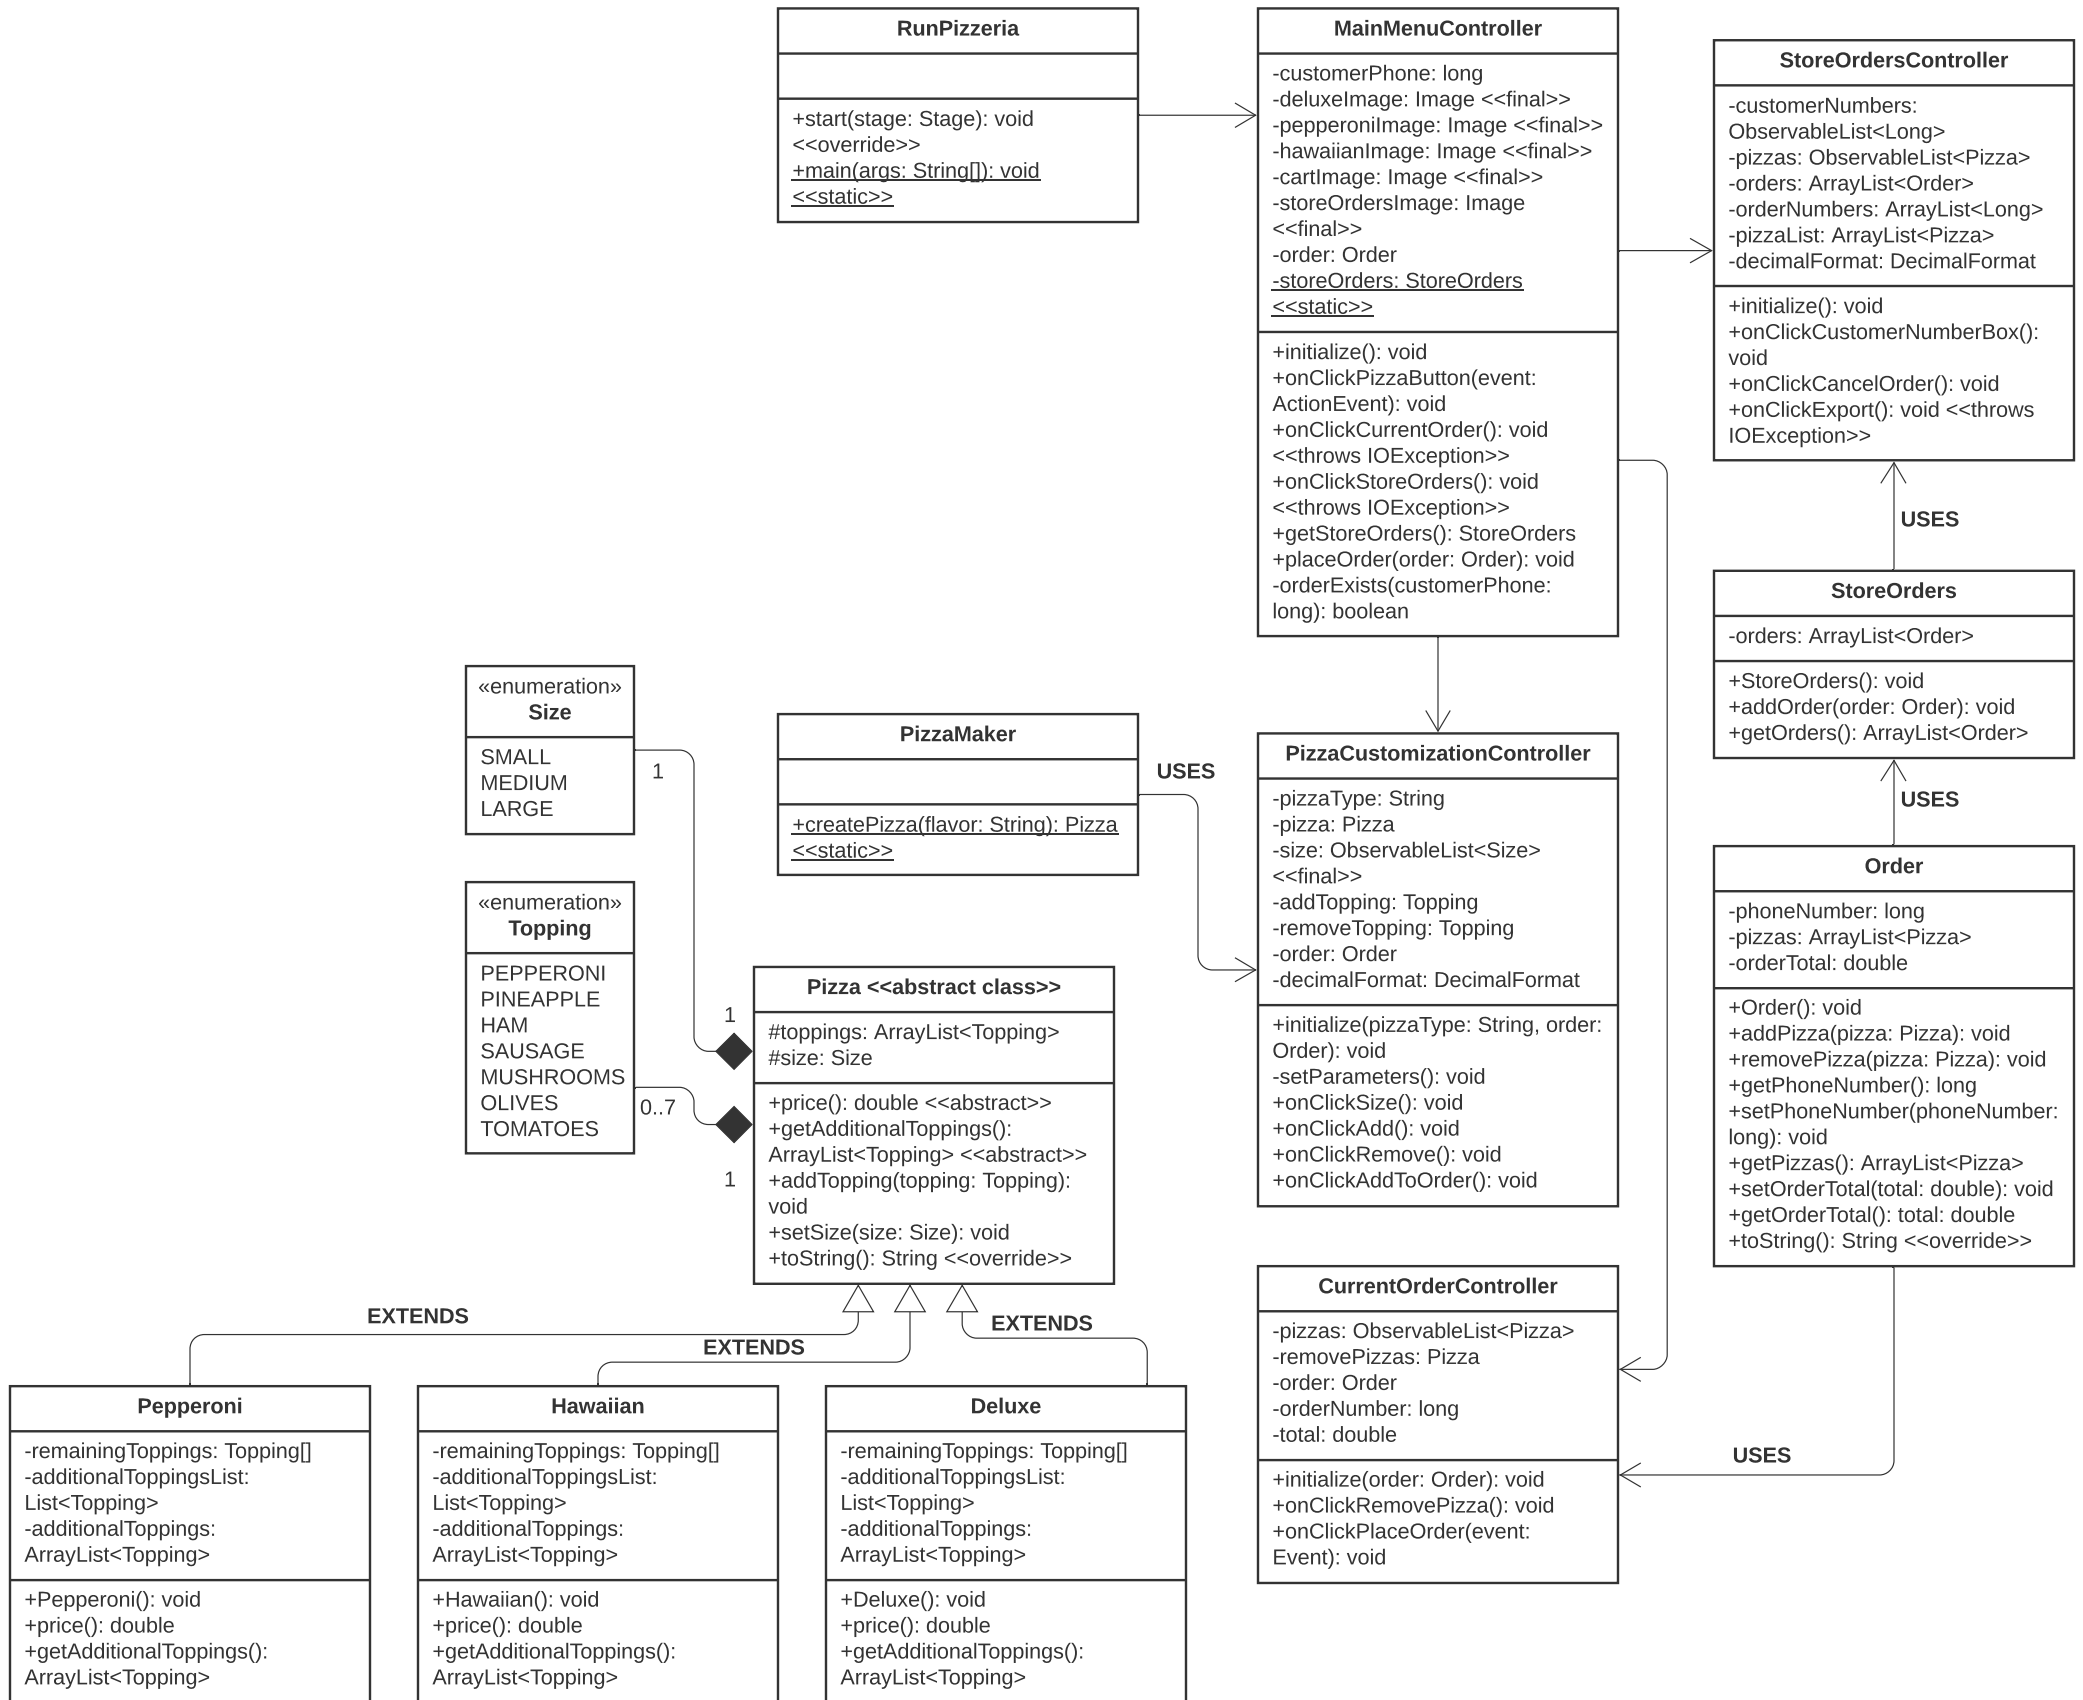 RunPizzeria
+start(stage: Stage): void
<<override>>
+main(args: String[]): void
<<static>>
MainMenuController
-customerPhone: long
-deluxeImage: Image <<final>>
-pepperoniImage: Image <<final>>
-hawaiianImage: Image <<final>>
-cartImage: Image <<final>>
-storeOrdersImage: Image
<<final>>
-order: Order
-storeOrders: StoreOrders
<<static>>
+initialize(): void
+onClickPizzaButton(event:
ActionEvent): void
+onClickCurrentOrder(): void
<<throws IOException>>
+onClickStoreOrders(): void
<<throws IOException>>
+getStoreOrders(): StoreOrders
+placeOrder(order: Order): void
-orderExists(customerPhone:
long): boolean
StoreOrdersController
-customerNumbers:
ObservableList<Long>
-pizzas: ObservableList<Pizza>
-orders: ArrayList<Order>
-orderNumbers: ArrayList<Long>
-pizzaList: ArrayList<Pizza>
-decimalFormat: DecimalFormat
+initialize(): void
+onClickCustomerNumberBox():
void
+onClickCancelOrder(): void
+onClickExport(): void <<throws
IOException>>
USES
StoreOrders
-orders: ArrayList<Order>
+StoreOrders(): void
+addOrder(order: Order): void
+getOrders(): ArrayList<Order>
USES
«enumeration»
Size
SMALL
MEDIUM
LARGE
1
1
PizzaMaker
+createPizza(flavor: String): Pizza
<<static>>
USES
PizzaCustomizationController
-pizzaType: String
-pizza: Pizza
-size: ObservableList<Size>
<<final>>
-addTopping: Topping
-removeTopping: Topping
-order: Order
-decimalFormat: DecimalFormat
+initialize(pizzaType: String, order:
Order): void
-setParameters(): void
+onClickSize(): void
+onClickAdd(): void
+onClickRemove(): void
+onClickAddToOrder(): void
Order
-phoneNumber: long
-pizzas: ArrayList<Pizza>
-orderTotal: double
+Order(): void
+addPizza(pizza: Pizza): void
+removePizza(pizza: Pizza): void
+getPhoneNumber(): long
+setPhoneNumber(phoneNumber:
long): void
+getPizzas(): ArrayList<Pizza>
+setOrderTotal(total: double): void
+getOrderTotal(): total: double
+toString(): String <<override>>
«enumeration»
Topping
PEPPERONI
PINEAPPLE
HAM
SAUSAGE
MUSHROOMS
OLIVES
TOMATOES
0..7
1
Pizza <<abstract class>>
#toppings: ArrayList<Topping>
#size: Size
+price(): double <<abstract>>
+getAdditionalToppings():
ArrayList<Topping> <<abstract>>
+addTopping(topping: Topping):
void
+setSize(size: Size): void
+toString(): String <<override>>
EXTENDS
EXTENDS
EXTENDS
CurrentOrderController
-pizzas: ObservableList<Pizza>
-removePizzas: Pizza
-order: Order
-orderNumber: long
-total: double
+initialize(order: Order): void
+onClickRemovePizza(): void
+onClickPlaceOrder(event:
Event): void
USES
Pepperoni
-remainingToppings: Topping[]
-additionalToppingsList:
List<Topping>
-additionalToppings:
ArrayList<Topping>
+Pepperoni(): void
+price(): double
+getAdditionalToppings():
ArrayList<Topping>
Hawaiian
-remainingToppings: Topping[]
-additionalToppingsList:
List<Topping>
-additionalToppings:
ArrayList<Topping>
+Hawaiian(): void
+price(): double
+getAdditionalToppings():
ArrayList<Topping>
Deluxe
-remainingToppings: Topping[]
-additionalToppingsList:
List<Topping>
-additionalToppings:
ArrayList<Topping>
+Deluxe(): void
+price(): double
+getAdditionalToppings():
ArrayList<Topping>